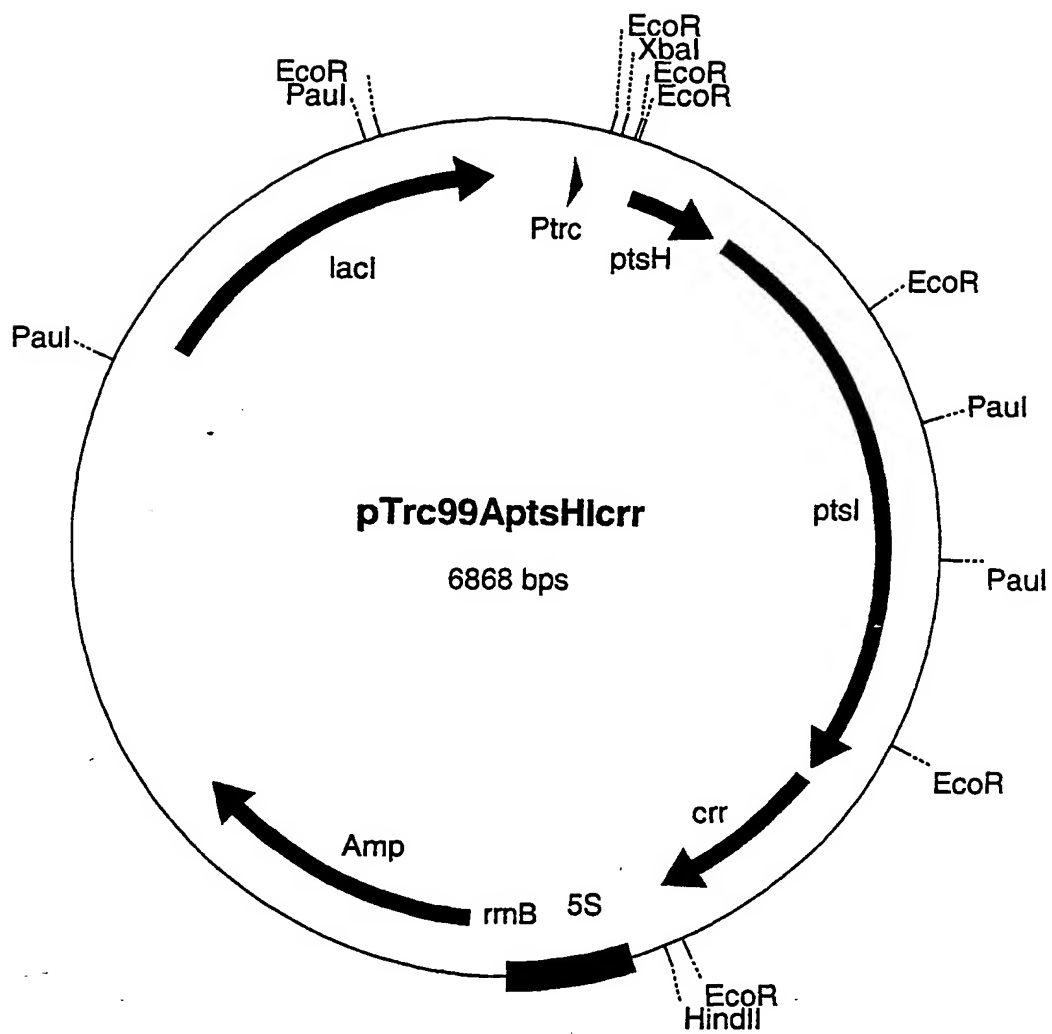 EcoR
XbaI
EcoR
EcoR
EcoR
PauI
Ptrc
ptsH
lacI
EcoR
PauI
PauI
pTrc99AptsHIcrr
ptsI
6868 bps
PauI
EcoR
crr
Amp
rrnB
5S
EcoR
HindII